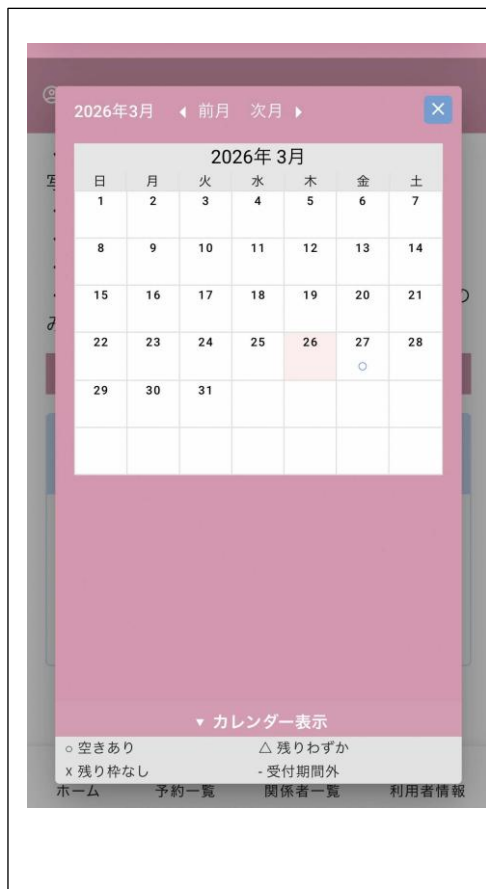 2026年3月 ◀ 前月 次月 ▶ ×
2026年 3月
日 月 火 水 木 金 土
1 2 3 4 5 6 7
8 9 10 11 12 13 14
15 16 17 18 19 20 21
22 23 24 25 26 27 28
○
29 30 31
▼ カレンダー表示
○ 空きあり △ 残りわずか
x 残り枠なし - 受付期間外
ホーム 予約一覧 関係者一覧 利用者情報